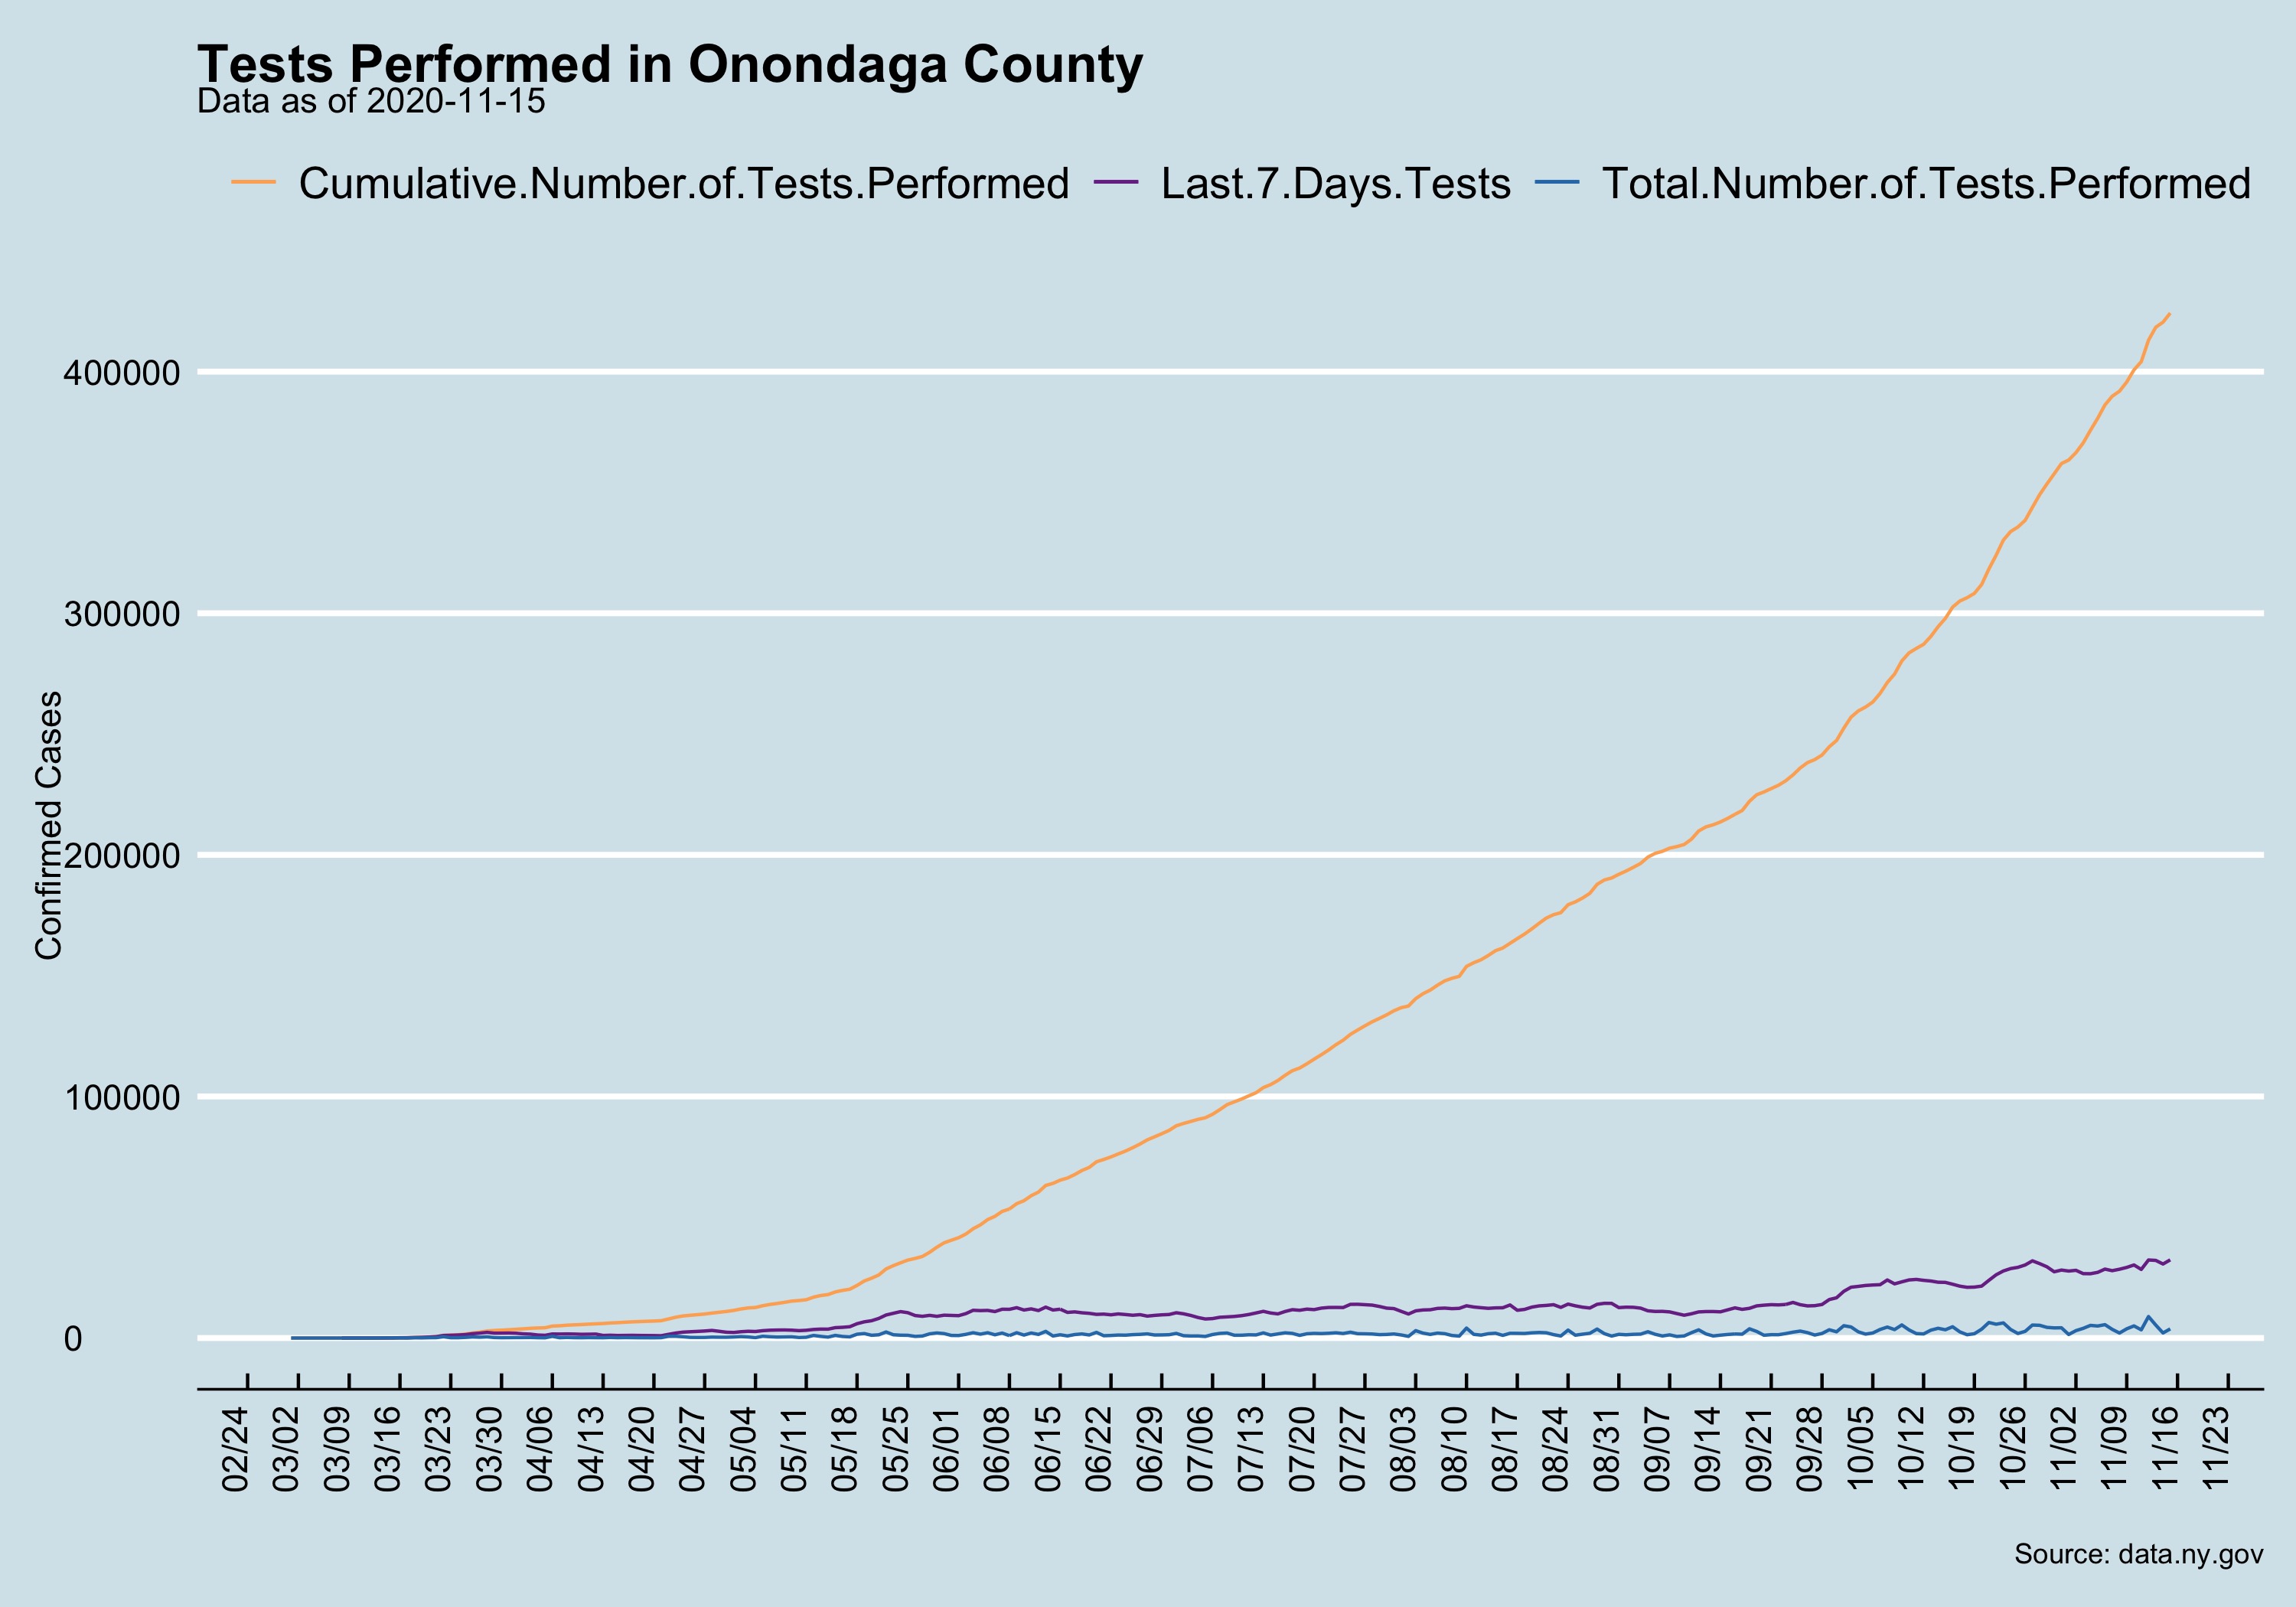 Tests Performed in Onondaga County
Data as of 2020-11-15
Cumulative.Number.of.Tests.Performed Last.7.Days.Tests Total.Number.of.Tests.Performed
Confirmed Cases
400000
300000
200000
100000
0
02/24 03/02 03/09 03/16 03/23 03/30 04/06 04/13 04/20 04/27 05/04 05/11 05/18 05/25 06/01 06/08 06/15 06/22 06/29 07/06 07/13 07/20 07/27 08/03 08/10 08/17 08/24 08/31 09/07 09/14 09/21 09/28 10/05 10/12 10/19 10/26 11/02 11/09 11/16 11/23
Source: data.ny.gov